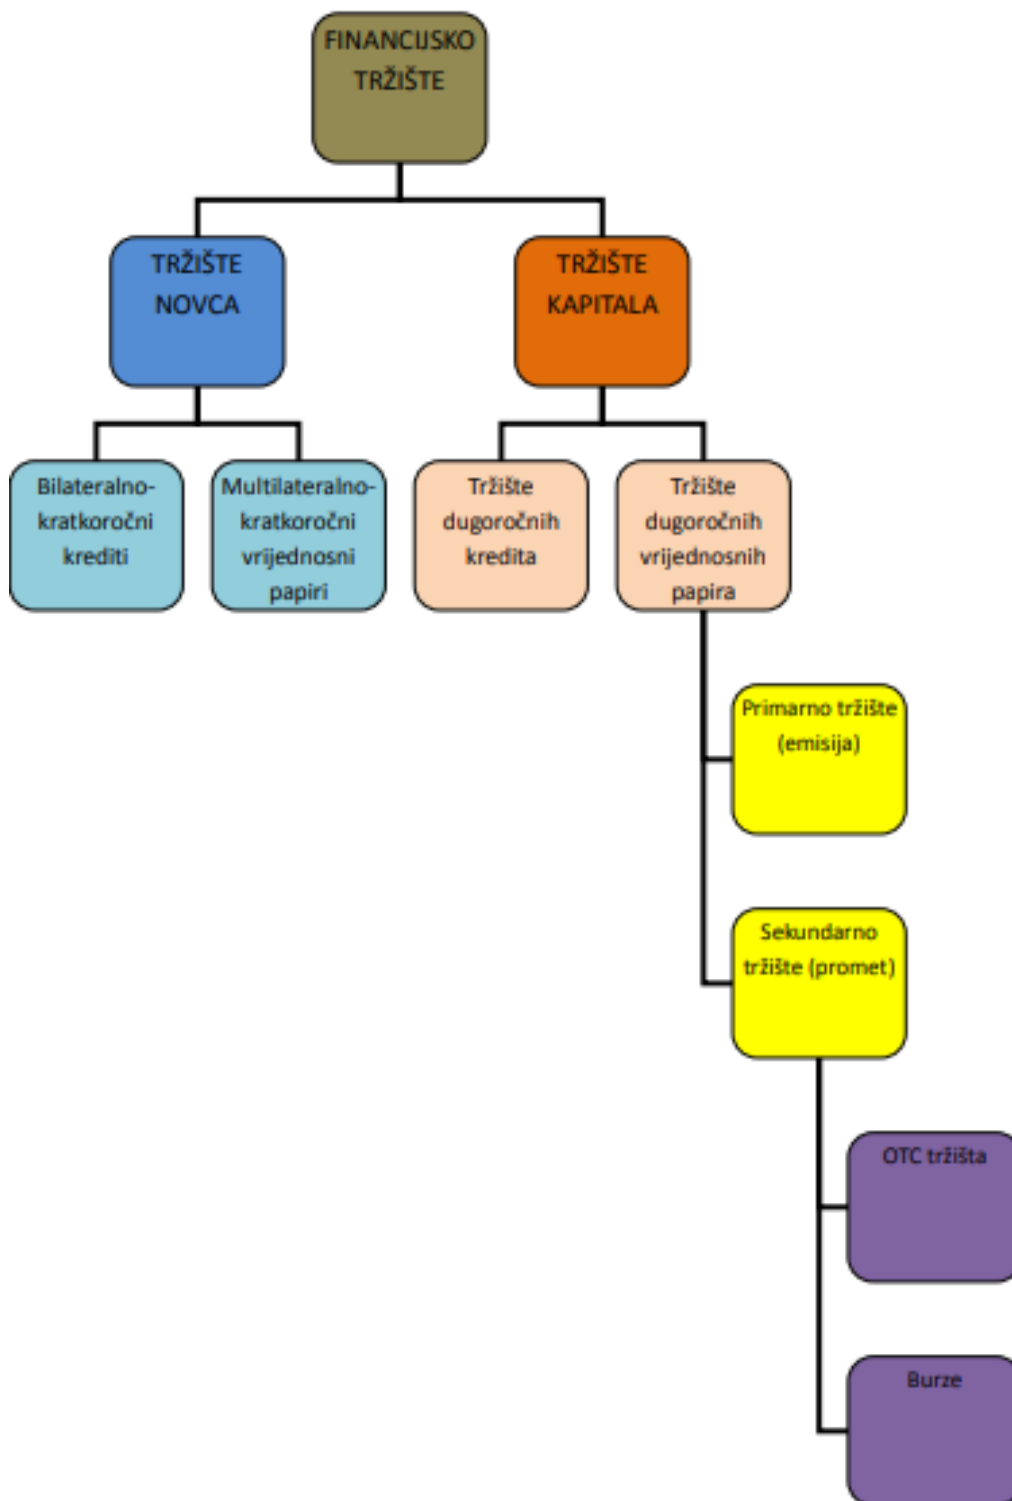 FINANCIJSKO
TRŽIŠTE
TRŽIŠTE
NOVCA
TRŽIŠTE
KAPITALA
Bilateralno-
kratkoročni
krediti
Multilateralno-
kratkoročni
vrijednosni
papiri
Tržište
dugoročnih
kredita
Tržište
dugoročnih
vrijednosnih
papira
Primarno tržište
(emisija)
Sekundarno
tržište (promet)
OTC tržišta
Burze